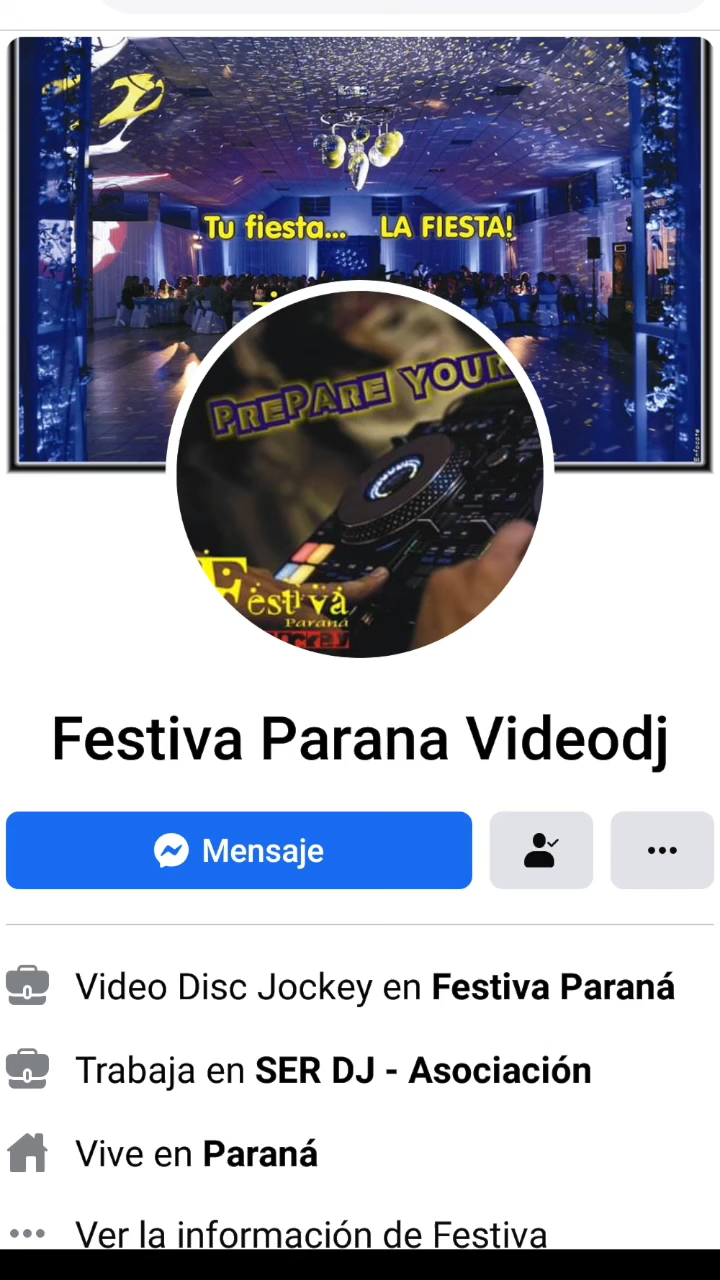 Tu fiesta... LA FIESTA!
Enfocate
PREPARE YOUR
Festiva
Paraná
Festiva Parana Videodj
Mensaje
Video Disc Jockey en Festiva Paraná
Trabaja en SER DJ - Asociación
Vive en Paraná
Ver la información de Festiva